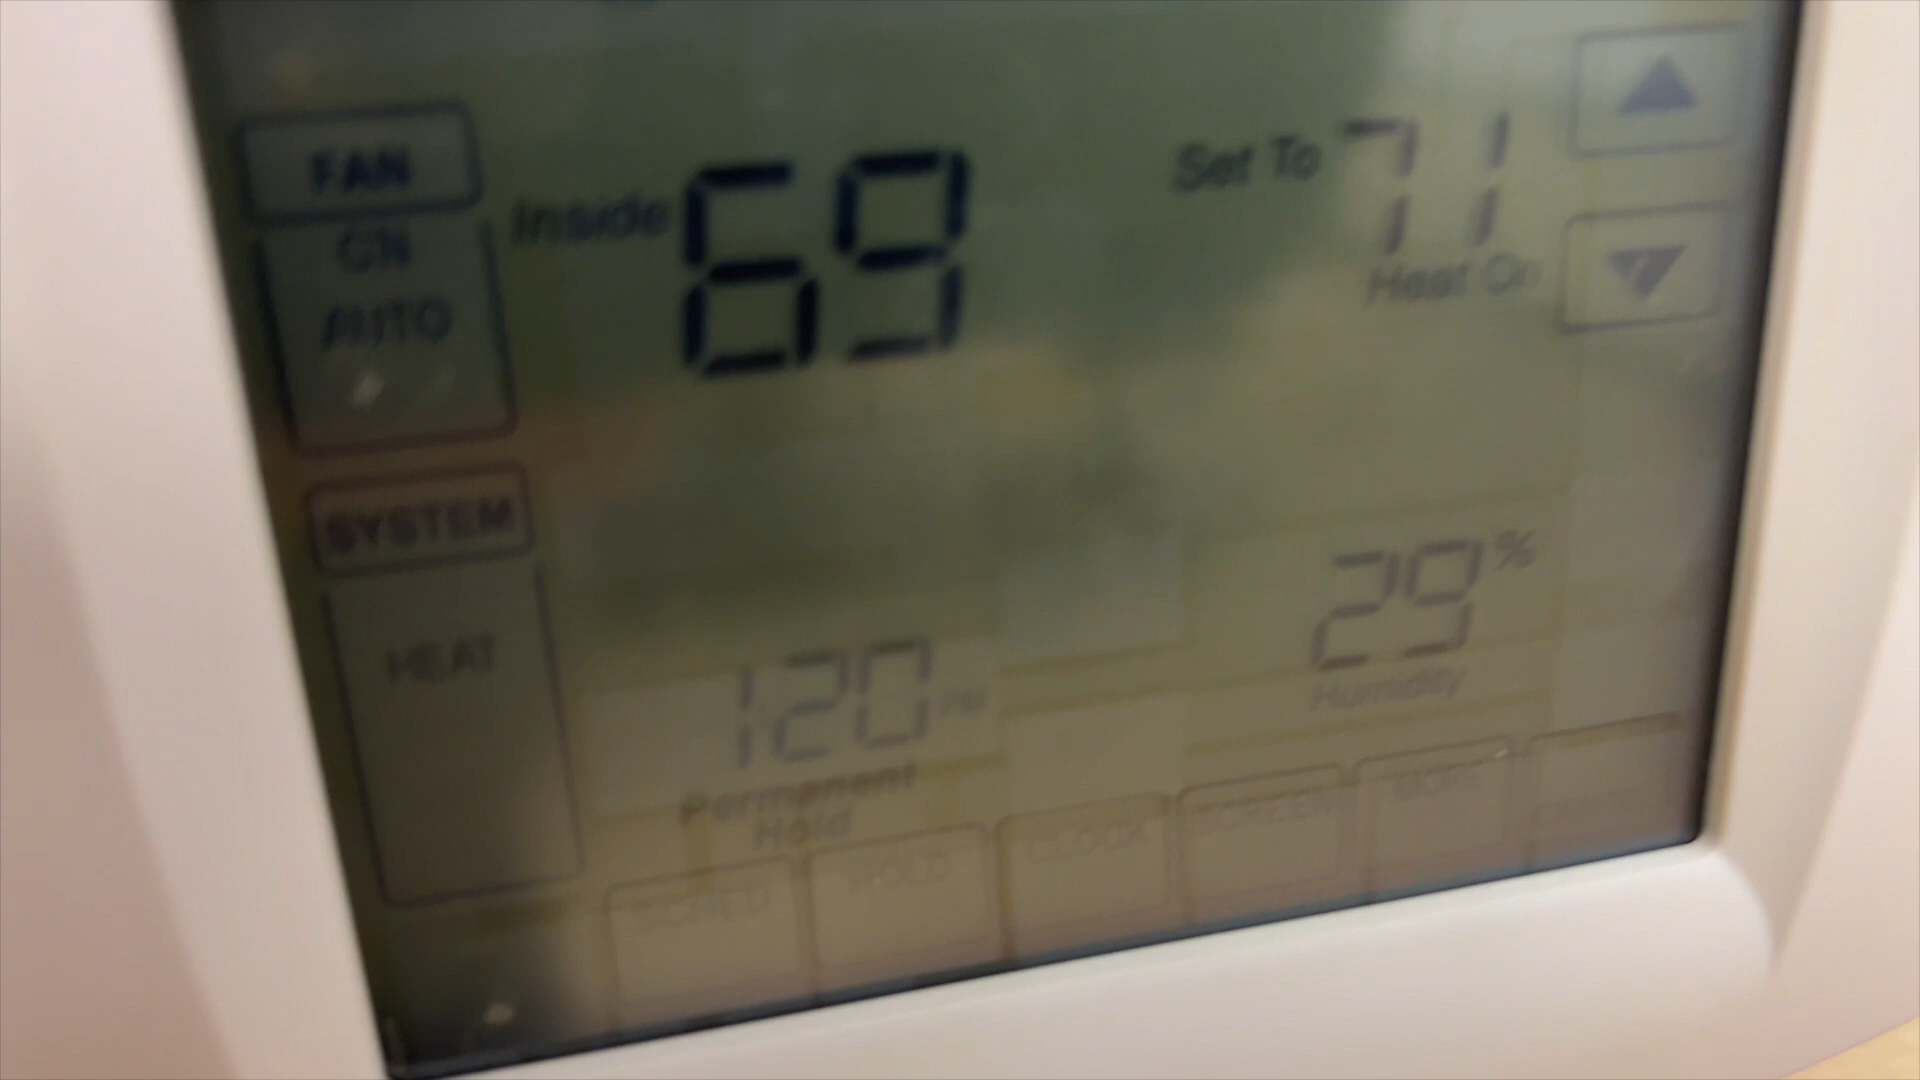 FAN
ON
AUTO
Inside 69
Set To 71
Heat On
SYSTEM
HEAT
120 PM
Permanent
Hold
29 %
Humidity
SCHED HOLD CLOCK SCREEN MORE